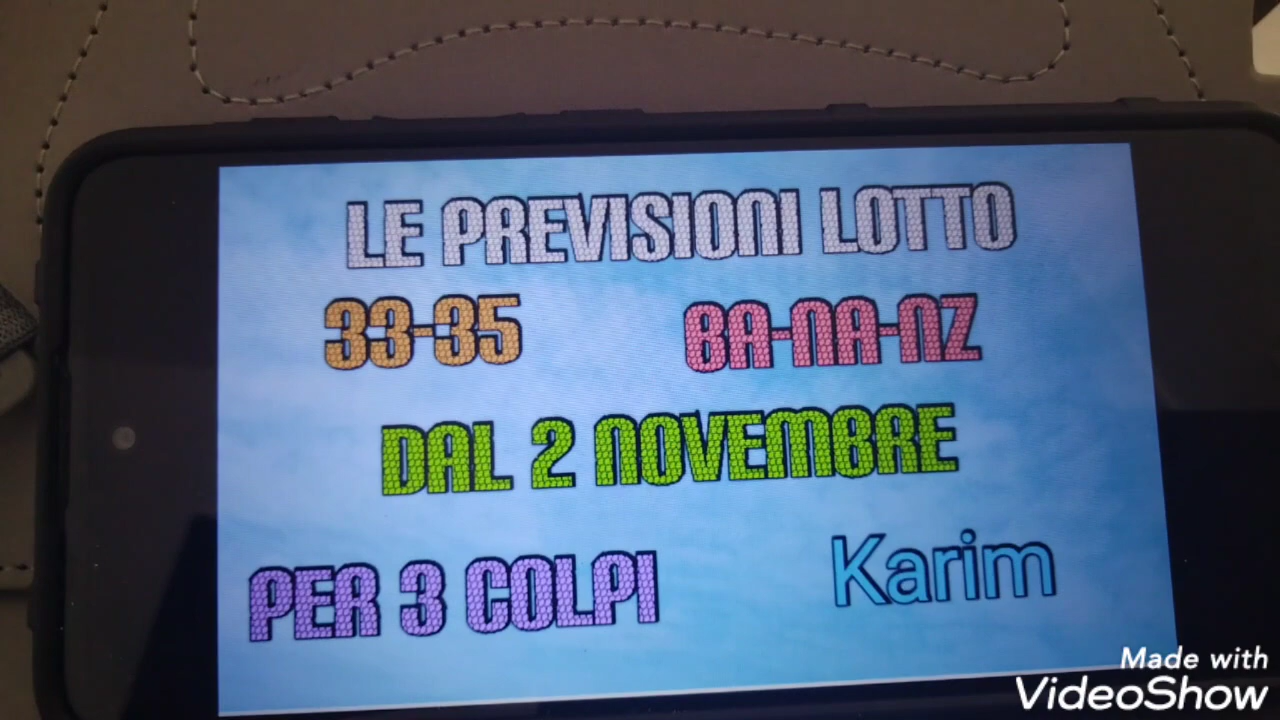 LE PREVISIONI LOTTO
33-35 BA-NA-NZ
DAL 2 NOVEMBRE
PER 3 COLPI Karim
Made with
VideoShow